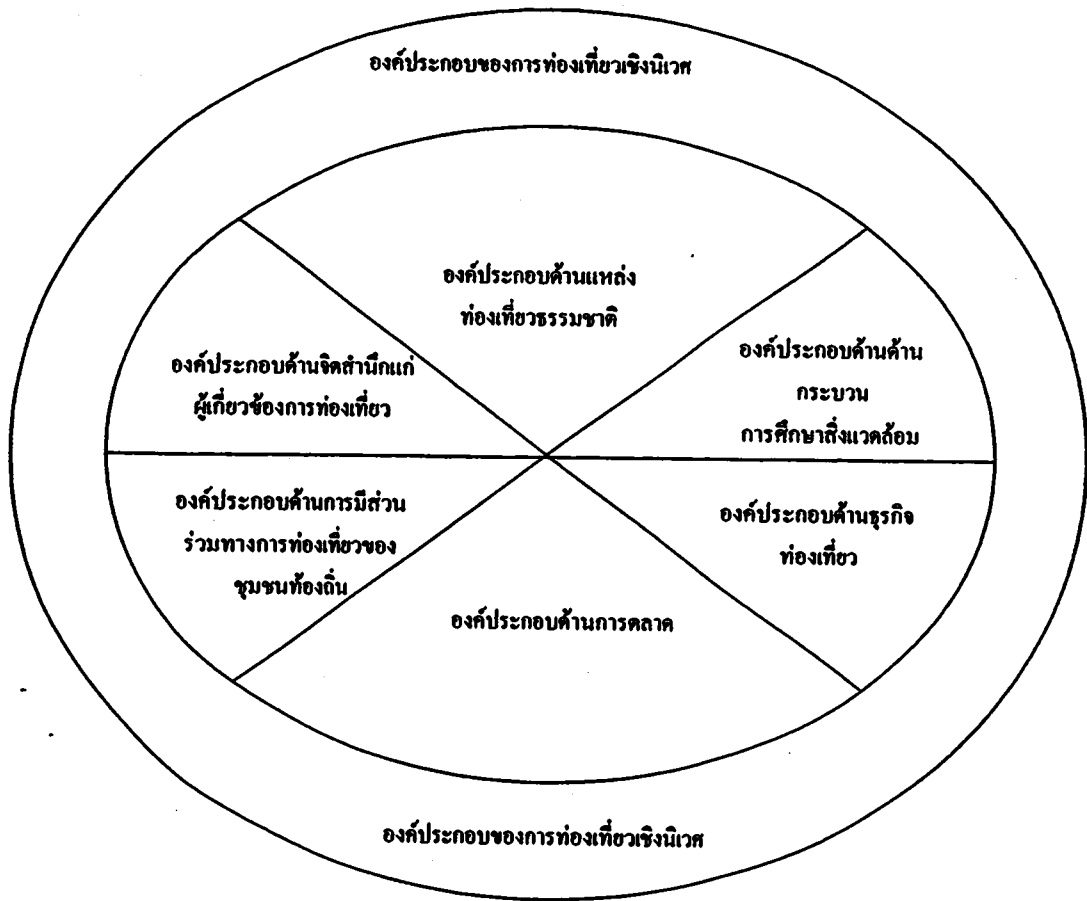 องค์ประกอบของการท่องเที่ยวเชิงนิเวศ
องค์ประกอบด้านแหล่ง
ท่องเที่ยวธรรมชาติ
องค์ประกอบด้านจิตสำนึกแก่
ผู้เกี่ยวข้องการท่องเที่ยว
องค์ประกอบด้านด้าน
กระบวน
การศึกษาสิ่งแวดล้อม
องค์ประกอบด้านการมีส่วน
ร่วมทางการท่องเที่ยวของ
ชุมชนท้องถิ่น
องค์ประกอบด้านธุรกิจ
ท่องเที่ยว
องค์ประกอบด้านการตลาด
องค์ประกอบของการท่องเที่ยวเชิงนิเวศ